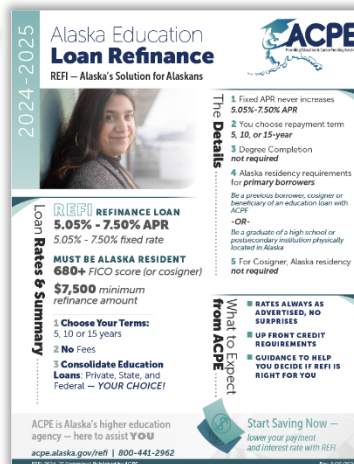 2024-2025
Alaska Education
Loan Refinance
REFI — Alaska's Solution for Alaskans
ACPE
The Details
1 Fixed APR never increases
5.05%-7.50% APR
2 You choose repayment term
5, 10, or 15-year
3 Degree Completion
not required
4 Alaska residency requirements
for primary borrowers
Be a previous borrower, cosigner or
beneficiary of an education loan with
ACPE
-OR-
Be a graduate of a high school or
postsecondary institution physically
located in Alaska
5 For Cosigner, Alaska residency
not required
Loan Rates & Summary
REFI REFINANCE LOAN
5.05% - 7.50% APR
5.05% - 7.50% fixed rate
MUST BE ALASKA RESIDENT
680+ FICO score (or cosigner)
$7,500 minimum
refinance amount
1 Choose Your Terms:
5, 10 or 15 years
2 No Fees
3 Consolidate Education
Loans: Private, State, and
Federal — YOUR CHOICE!
What to Expect
from ACPE
RATES ALWAYS AS
ADVERTISED, NO
SURPRISES
UP FRONT CREDIT
REQUIREMENTS
GUIDANCE TO HELP
YOU DECIDE IF REFI IS
RIGHT FOR YOU
ACPE is Alaska's higher education
agency — here to assist YOU
acpe.alaska.gov/refi | 800-441-2962
Start Saving Now —
lower your payment
and interest rate with REFI